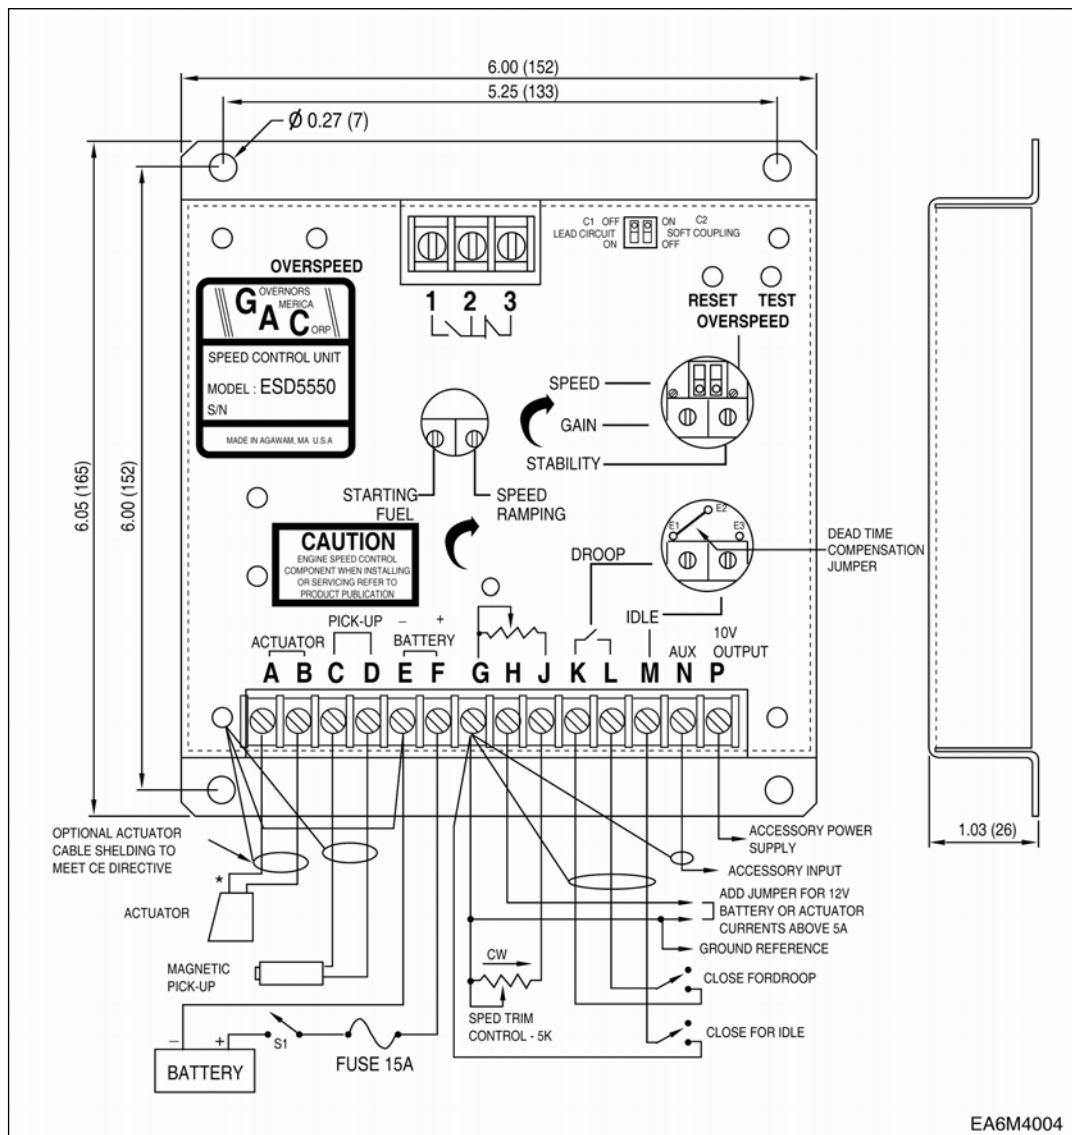 6.00 (152)
5.25 (133)
Ø 0.27 (7)
6.05 (165)
6.00 (152)
C1 OFF
LEAD CIRCUIT
ON
ON C2
SOFT COUPLING
OFF
OVERSPEED
1 2 3
RESET TEST
OVERSPEED
GOVERNORS
AMERICA
CORP
SPEED CONTROL UNIT
MODEL : ESD5550
S/N
MADE IN AGAWAM, MA U.S.A
SPEED
GAIN
STABILITY
STARTING
FUEL
SPEED
RAMPING
CAUTION
ENGINE SPEED CONTROL
COMPONENT WHEN INSTALLING
OR SERVICING REFER TO
PRODUCT PUBLICATION
E1 E2 E3
DEAD TIME
COMPENSATION
JUMPER
DROOP
IDLE
PICK-UP
ACTUATOR
– +
BATTERY
AUX
10V
OUTPUT
A B C D E F G H J K L M N P
OPTIONAL ACTUATOR
CABLE SHELDING TO
MEET CE DIRECTIVE
*
ACTUATOR
MAGNETIC
PICK-UP
– +
BATTERY
S1
FUSE 15A
CW
SPED TRIM
CONTROL - 5K
ACCESSORY POWER
SUPPLY
ACCESSORY INPUT
ADD JUMPER FOR 12V
BATTERY OR ACTUATOR
CURRENTS ABOVE 5A
GROUND REFERENCE
CLOSE FORDROOP
CLOSE FOR IDLE
1.03 (26)
EA6M4004